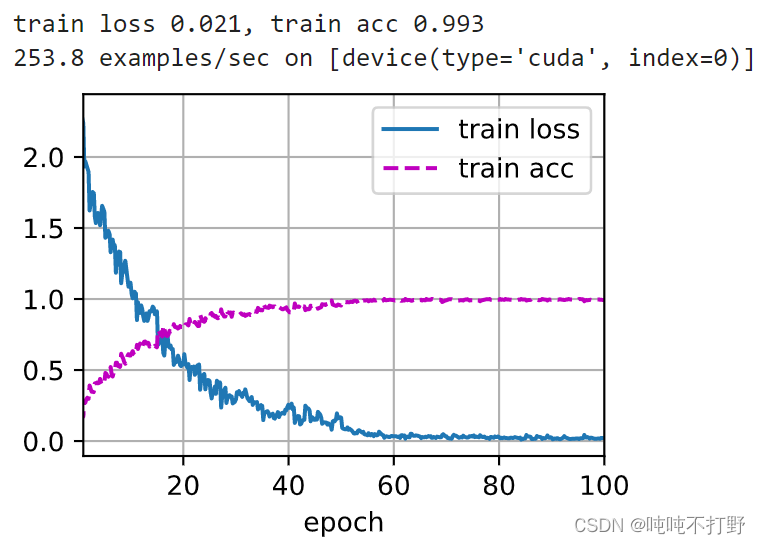 train loss 0.021, train acc 0.993
253.8 examples/sec on [device(type='cuda', index=0)]
train loss
train acc
2.0
1.5
1.0
0.5
0.0
20 40 60 80 100
epoch
CSDN @吨吨不打野